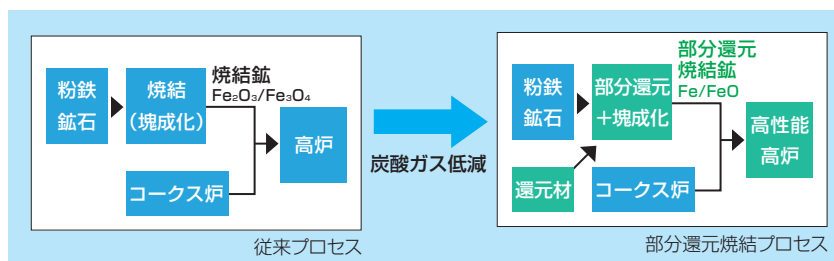 粉鉄
鉱石
焼結
（塊成化）
焼結鉱
Fe₂O₃/Fe₃O₄
コークス炉
高炉
従来プロセス
炭酸ガス低減
粉鉄
鉱石
部分還元
＋塊成化
部分還元
焼結鉱
Fe/FeO
還元材
コークス炉
高性能
高炉
部分還元焼結プロセス